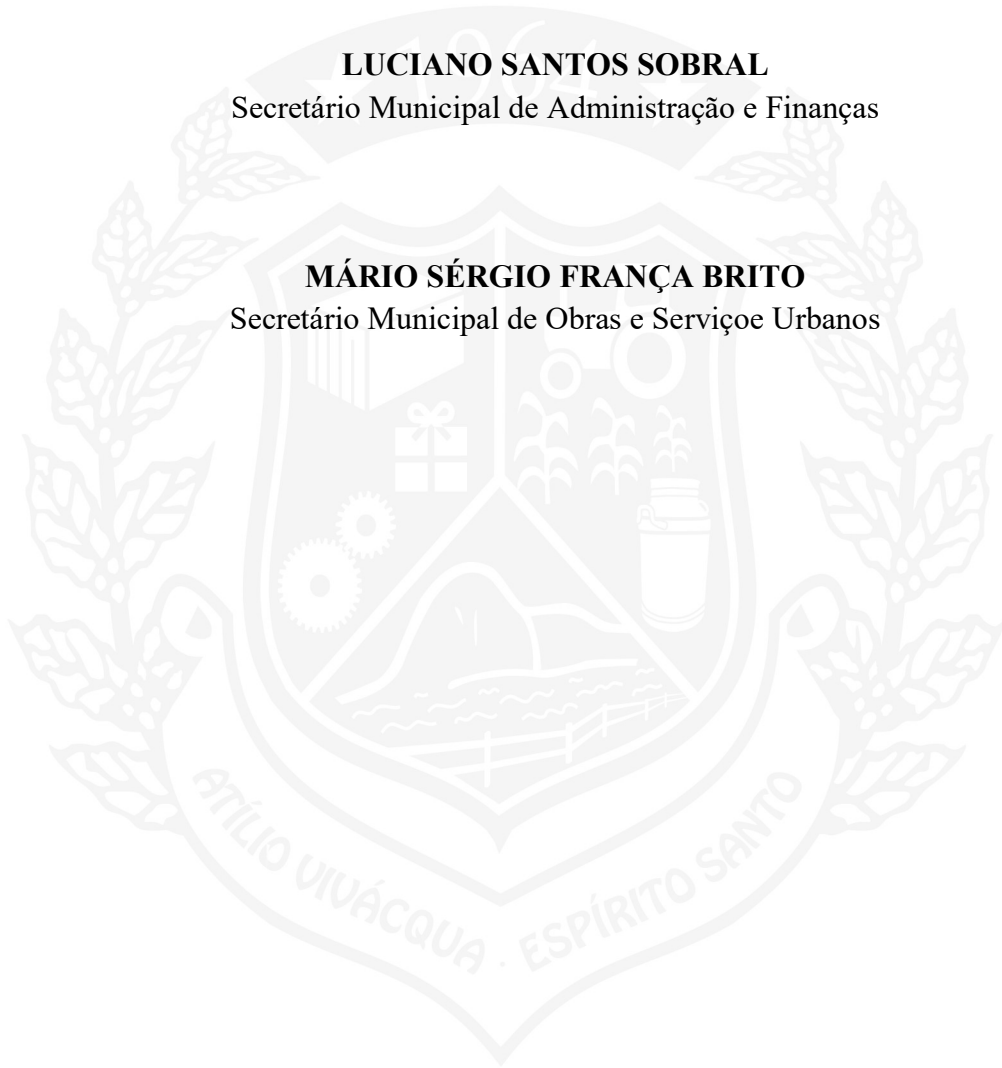 1964
LUCIANO SANTOS SOBRAL
Secretário Municipal de Administração e Finanças
MÁRIO SÉRGIO FRANÇA BRITO
Secretário Municipal de Obras e Serviçoe Urbanos
ATÍLIO VIVÁCQUA - ESPÍRITO SANTO